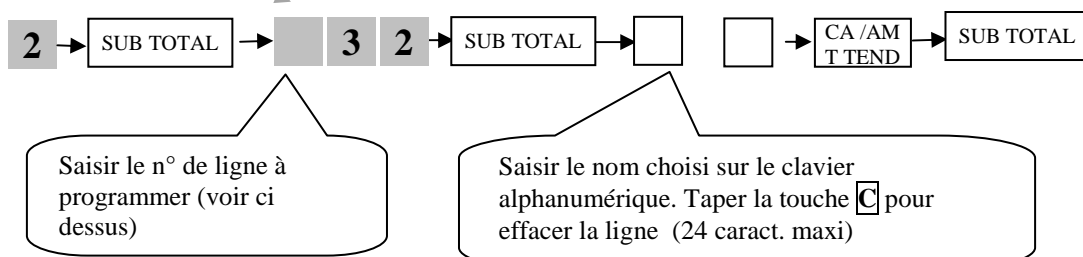 2 SUB TOTAL 3 2 SUB TOTAL CA /AM SUB TOTAL
T TEND
Saisir le n° de ligne à
programmer (voir ci
dessus)
Saisir le nom choisi sur le clavier
alphanumérique. Taper la touche C pour
effacer la ligne (24 caract. maxi)